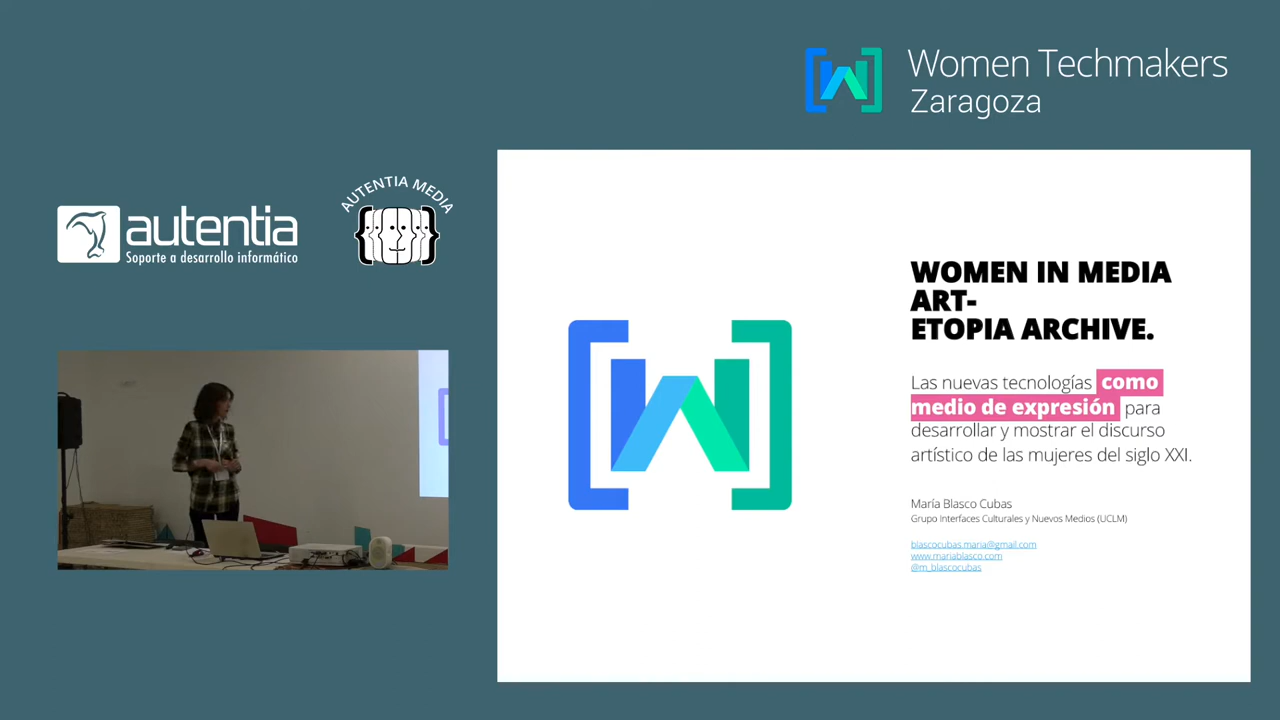 Women Techmakers
Zaragoza
autentia
Soporte a desarrollo informático
AUTENTIA MEDIA
WOMEN IN MEDIA
ART-
ETOPIA ARCHIVE.
Las nuevas tecnologías como
medio de expresión para
desarrollar y mostrar el discurso
artístico de las mujeres del siglo XXI.
María Blasco Cubas
Grupo Interfaces Culturales y Nuevos Medios (UCLM)
blascocubas.maria@gmail.com
www.mariablasco.com
@m_blascocubas